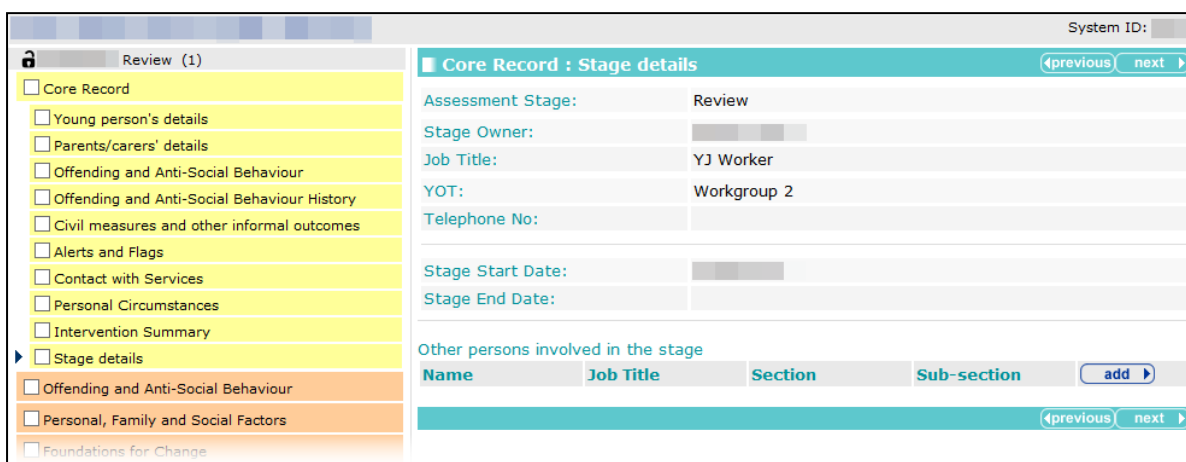 System ID:
Review (1)
Core Record
Young person's details
Parents/carers' details
Offending and Anti-Social Behaviour
Offending and Anti-Social Behaviour History
Civil measures and other informal outcomes
Alerts and Flags
Contact with Services
Personal Circumstances
Intervention Summary
Stage details
Offending and Anti-Social Behaviour
Personal, Family and Social Factors
Foundations for Change
Core Record : Stage details previous next
Assessment Stage: Review
Stage Owner:
Job Title: YJ Worker
YOT: Workgroup 2
Telephone No:
Stage Start Date:
Stage End Date:
Other persons involved in the stage
Name Job Title Section Sub-section add
previous next